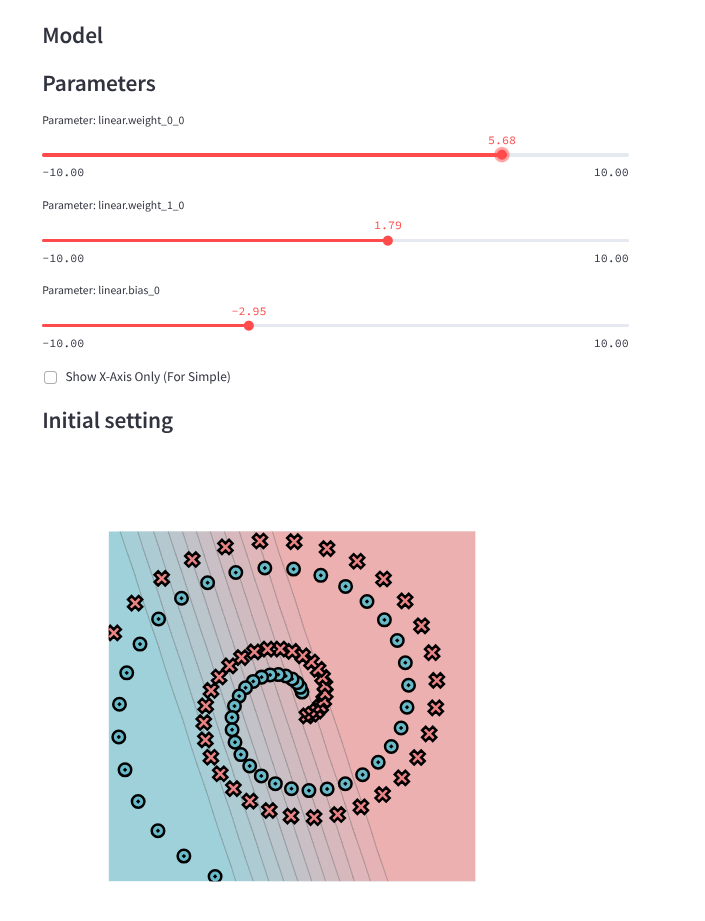 Model
Parameters
Parameter: linear.weight_0_0
5.68
-10.00 10.00
Parameter: linear.weight_1_0
1.79
-10.00 10.00
Parameter: linear.bias_0
-2.95
-10.00 10.00
Show X-Axis Only (For Simple)
Initial setting